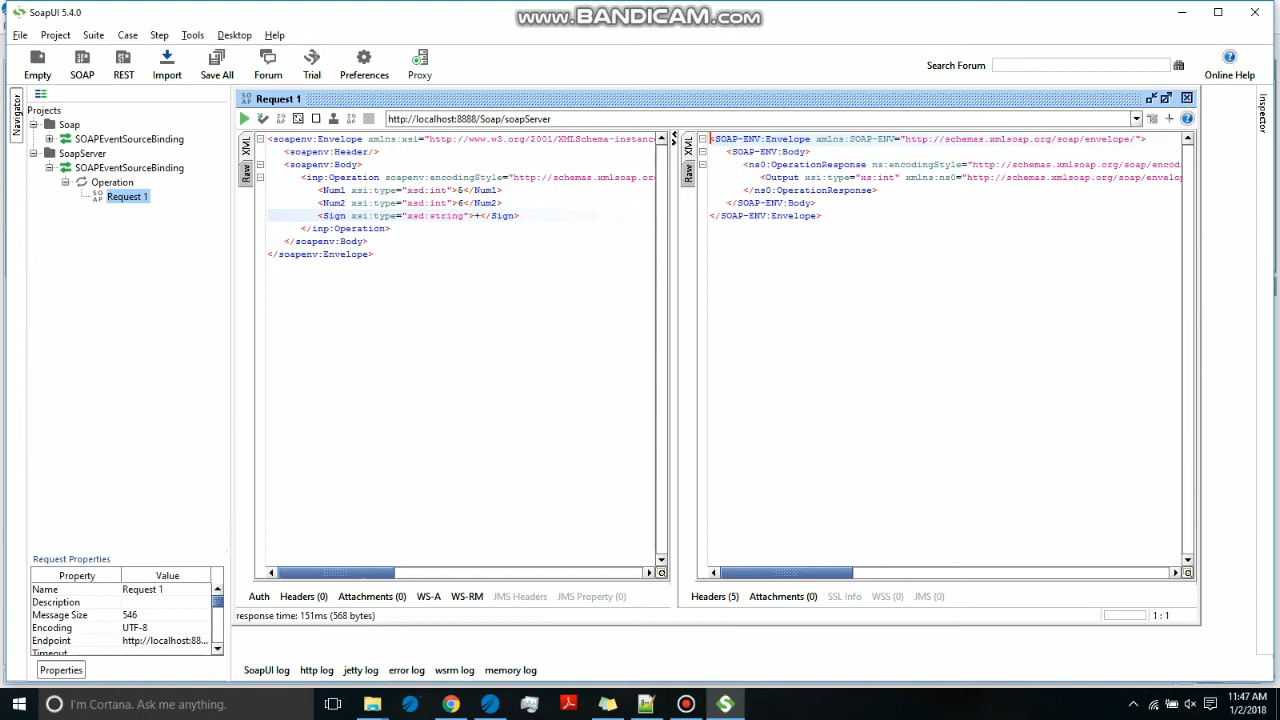 SoapUI 5.4.0
www.BANDICAM.com
File Project Suite Case Step Tools Desktop Help
Empty SOAP REST Import Save All Forum Trial Preferences Proxy
Search Forum
Online Help
Navigator
Projects
Soap
SOAPEventSourceBinding
SoapServer
SOAPEventSourceBinding
Operation
Request 1
Request 1
http://localhost:8888/Soap/soapServer
XML
Raw
<soapenv:Envelope xmlns:xsi="http://www.w3.org/2001/XMLSchema-instance
<soapenv:Header/>
<soapenv:Body>
<inp:Operation soapenv:encodingStyle="http://schemas.xmlsoap.or
<Num1 xsi:type="xsd:int">5</Num1>
<Num2 xsi:type="xsd:int">6</Num2>
<Sign xsi:type="xsd:string">+</Sign>
</inp:Operation>
</soapenv:Body>
</soapenv:Envelope>
XML
Raw
<SOAP-ENV:Envelope xmlns:SOAP-ENV="http://schemas.xmlsoap.org/soap/envelope/">
<SOAP-ENV:Body>
<ns0:OperationResponse ns:encodingStyle="http://schemas.xmlsoap.org/soap/encod
<Output xsi:type="xs:int" xmlns:ns0="http://schemas.xmlsoap.org/soap/envelop
</ns0:OperationResponse>
</SOAP-ENV:Body>
</SOAP-ENV:Envelope>
Inspector
Auth Headers (0) Attachments (0) WS-A WS-RM JMS Headers JMS Property (0)
Headers (5) Attachments (0) SSL Info WSS (0) JMS (0)
response time: 151ms (568 bytes)
1 : 1
Request Properties
Property Value
Name Request 1
Description
Message Size 546
Encoding UTF-8
Endpoint http://localhost:88...
Timeout
Properties
SoapUI log http log jetty log error log wsrm log memory log
I'm Cortana. Ask me anything.
11:47 AM
1/2/2018